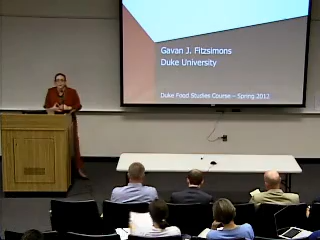 Gavan J. Fitzsimons
Duke University
Duke Food Studies Course – Spring 2012